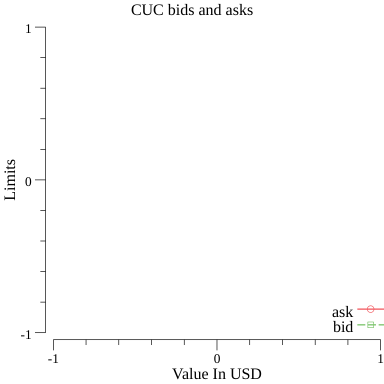 CUC bids and asks
1
0
-1
Limits
ask
bid
-1 0 1
Value In USD